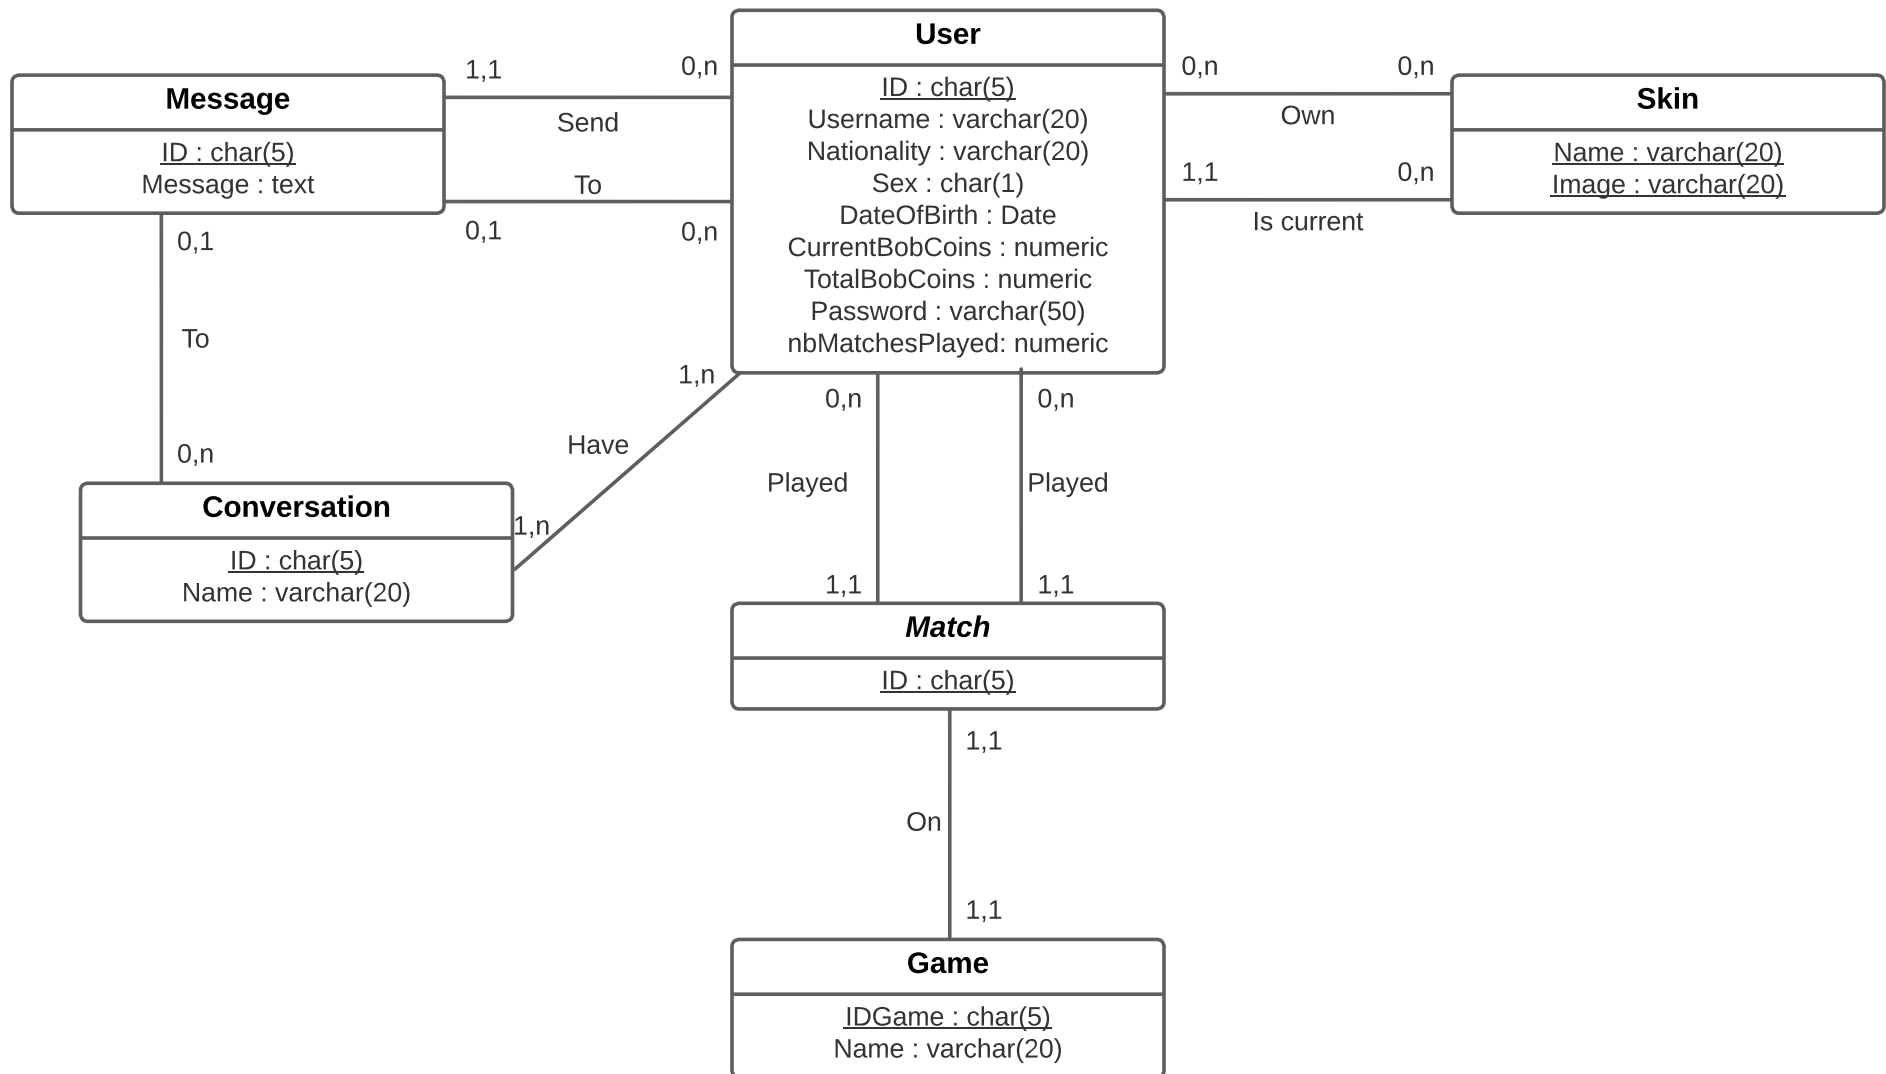 User
ID : char(5)
Username : varchar(20)
Nationality : varchar(20)
Sex : char(1)
DateOfBirth : Date
CurrentBobCoins : numeric
TotalBobCoins : numeric
Password : varchar(50)
nbMatchesPlayed: numeric
Message
ID : char(5)
Message : text
1,1
0,n
Send
To
0,1
0,n
0,n
0,n
Own
1,1
0,n
Is current
Skin
Name : varchar(20)
Image : varchar(20)
0,1
To
0,n
1,n
Have
1,n
Conversation
ID : char(5)
Name : varchar(20)
0,n
0,n
Played
Played
1,1
1,1
Match
ID : char(5)
1,1
On
1,1
Game
IDGame : char(5)
Name : varchar(20)